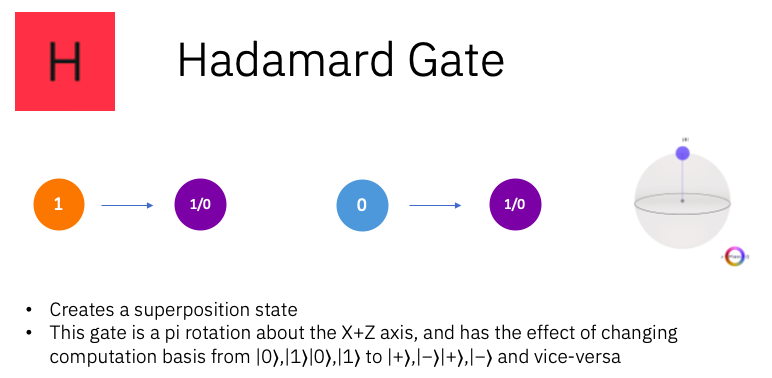 H
Hadamard Gate
1
1/0
0
1/0
• Creates a superposition state
• This gate is a pi rotation about the X+Z axis, and has the effect of changing
computation basis from |0⟩,|1⟩|0⟩,|1⟩ to |+⟩,|−⟩|+⟩,|−⟩ and vice-versa